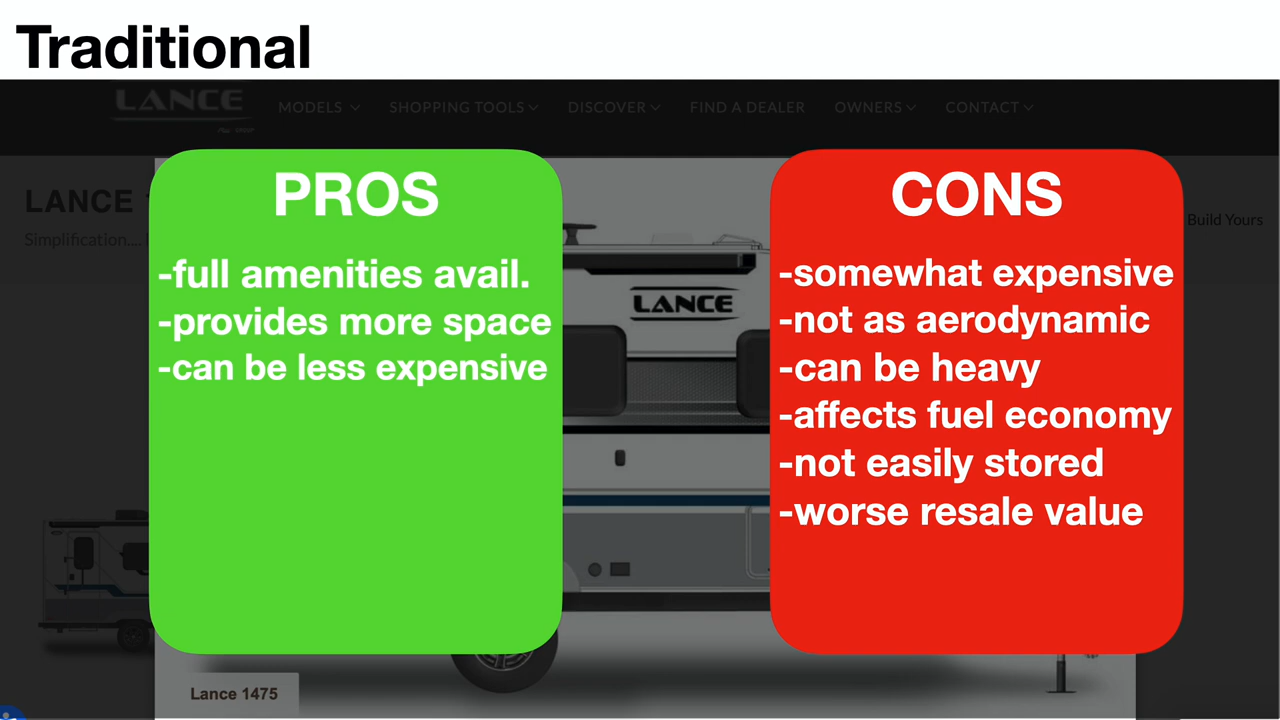 Traditional
LANCE
MODELS SHOPPING TOOLS DISCOVER FIND A DEALER OWNERS CONTACT
PROS
-full amenities avail.
-provides more space
-can be less expensive
CONS
-somewhat expensive
-not as aerodynamic
-can be heavy
-affects fuel economy
-not easily stored
-worse resale value
LANCE
Simplification....
Build Yours
LANCE
Lance 1475